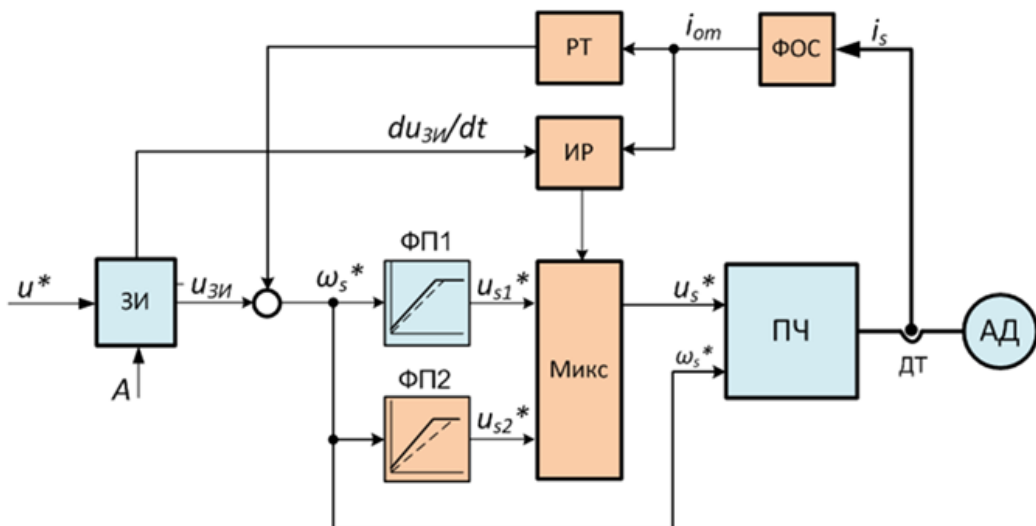 РТ
i_от
ФОС
i_s
du_ЗИ/dt
ИР
ФП1
u*
ЗИ
u_ЗИ
ω_s*
u_s1*
u_s*
ПЧ
АД
Микс
ω_s*
ДТ
A
ФП2
u_s2*